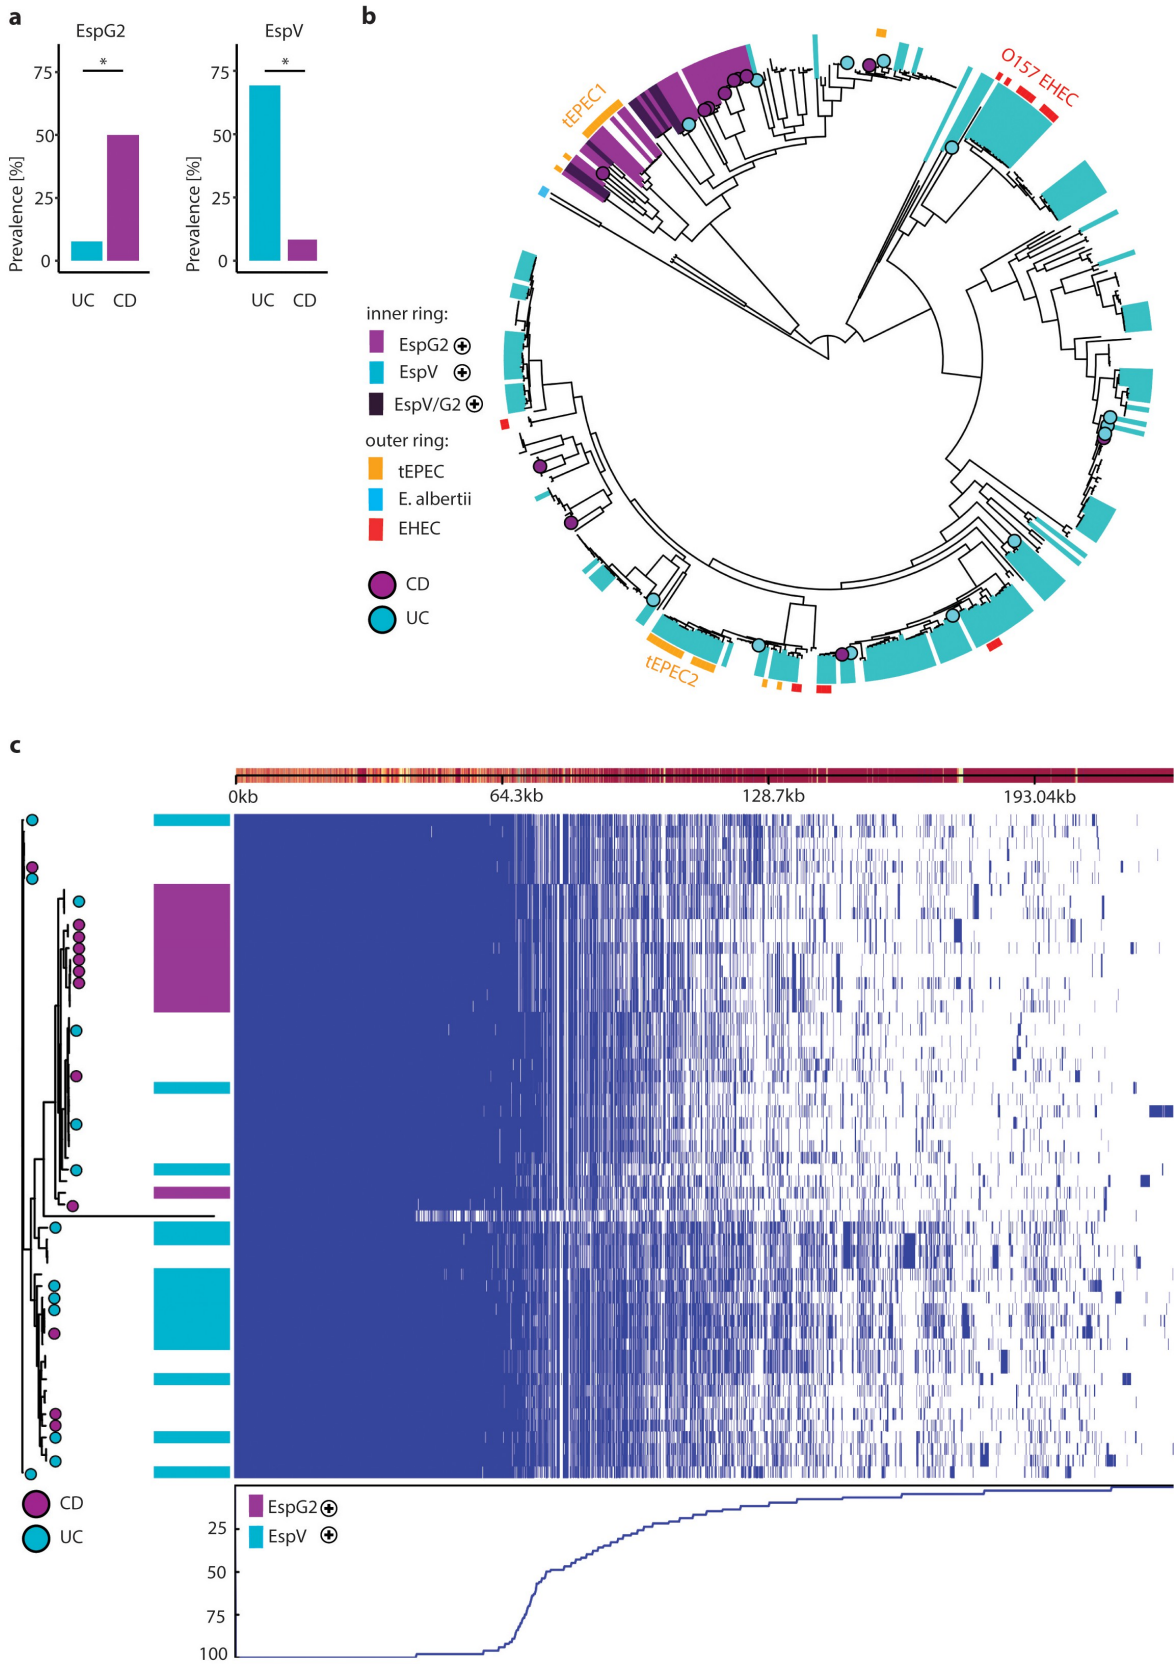 a
EspG2
*
75
50
25
0
Prevalence [%]
UC CD
EspV
*
75
50
25
0
Prevalence [%]
UC CD
b
tEPEC1
O157 EHEC
tEPEC2
inner ring:
EspG2
EspV
EspV/G2
outer ring:
tEPEC
E. albertii
EHEC
CD
UC
c
0kb 64.3kb 128.7kb 193.04kb
CD
UC
EspG2
EspV
25
50
75
100